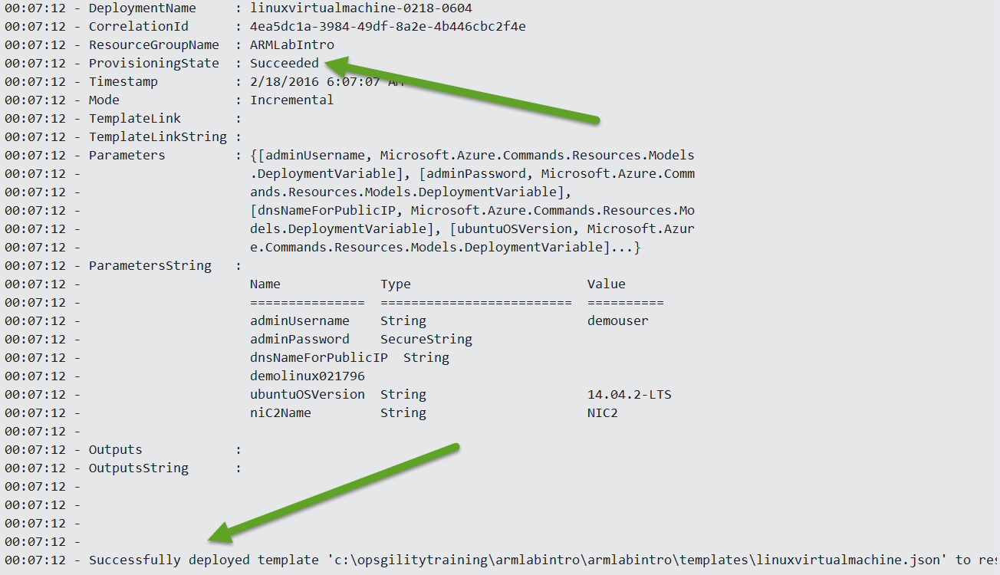 00:07:12 - DeploymentName     : linuxvirtualmachine-0218-0604
00:07:12 - CorrelationId      : 4ea5dc1a-3984-49df-8a2e-4b446cbc2f4e
00:07:12 - ResourceGroupName  : ARMLabIntro
00:07:12 - ProvisioningState  : Succeeded
00:07:12 - Timestamp          : 2/18/2016 6:07:07 AM
00:07:12 - Mode               : Incremental
00:07:12 - TemplateLink       :
00:07:12 - TemplateLinkString :
00:07:12 - Parameters         : {[adminUsername, Microsoft.Azure.Commands.Resources.Models
00:07:12 -                      .DeploymentVariable], [adminPassword, Microsoft.Azure.Comm
00:07:12 -                      ands.Resources.Models.DeploymentVariable],
00:07:12 -                      [dnsNameForPublicIP, Microsoft.Azure.Commands.Resources.Mo
00:07:12 -                      dels.DeploymentVariable], [ubuntuOSVersion, Microsoft.Azur
00:07:12 -                      e.Commands.Resources.Models.DeploymentVariable]...}
00:07:12 - ParametersString   :
00:07:12 -                      Name             Type                       Value
00:07:12 -                      ===============  =========================  ==========
00:07:12 -                      adminUsername    String                     demouser
00:07:12 -                      adminPassword    SecureString
00:07:12 -                      dnsNameForPublicIP  String
00:07:12 -                      demolinux021796
00:07:12 -                      ubuntuOSVersion  String                     14.04.2-LTS
00:07:12 -                      niC2Name         String                     NIC2
00:07:12 -
00:07:12 - Outputs            :
00:07:12 - OutputsString      :
00:07:12 -
00:07:12 -
00:07:12 -
00:07:12 -
00:07:12 - Successfully deployed template 'c:\opsgilitytraining\armlabintro\armlabintro\templates\linuxvirtualmachine.json' to res